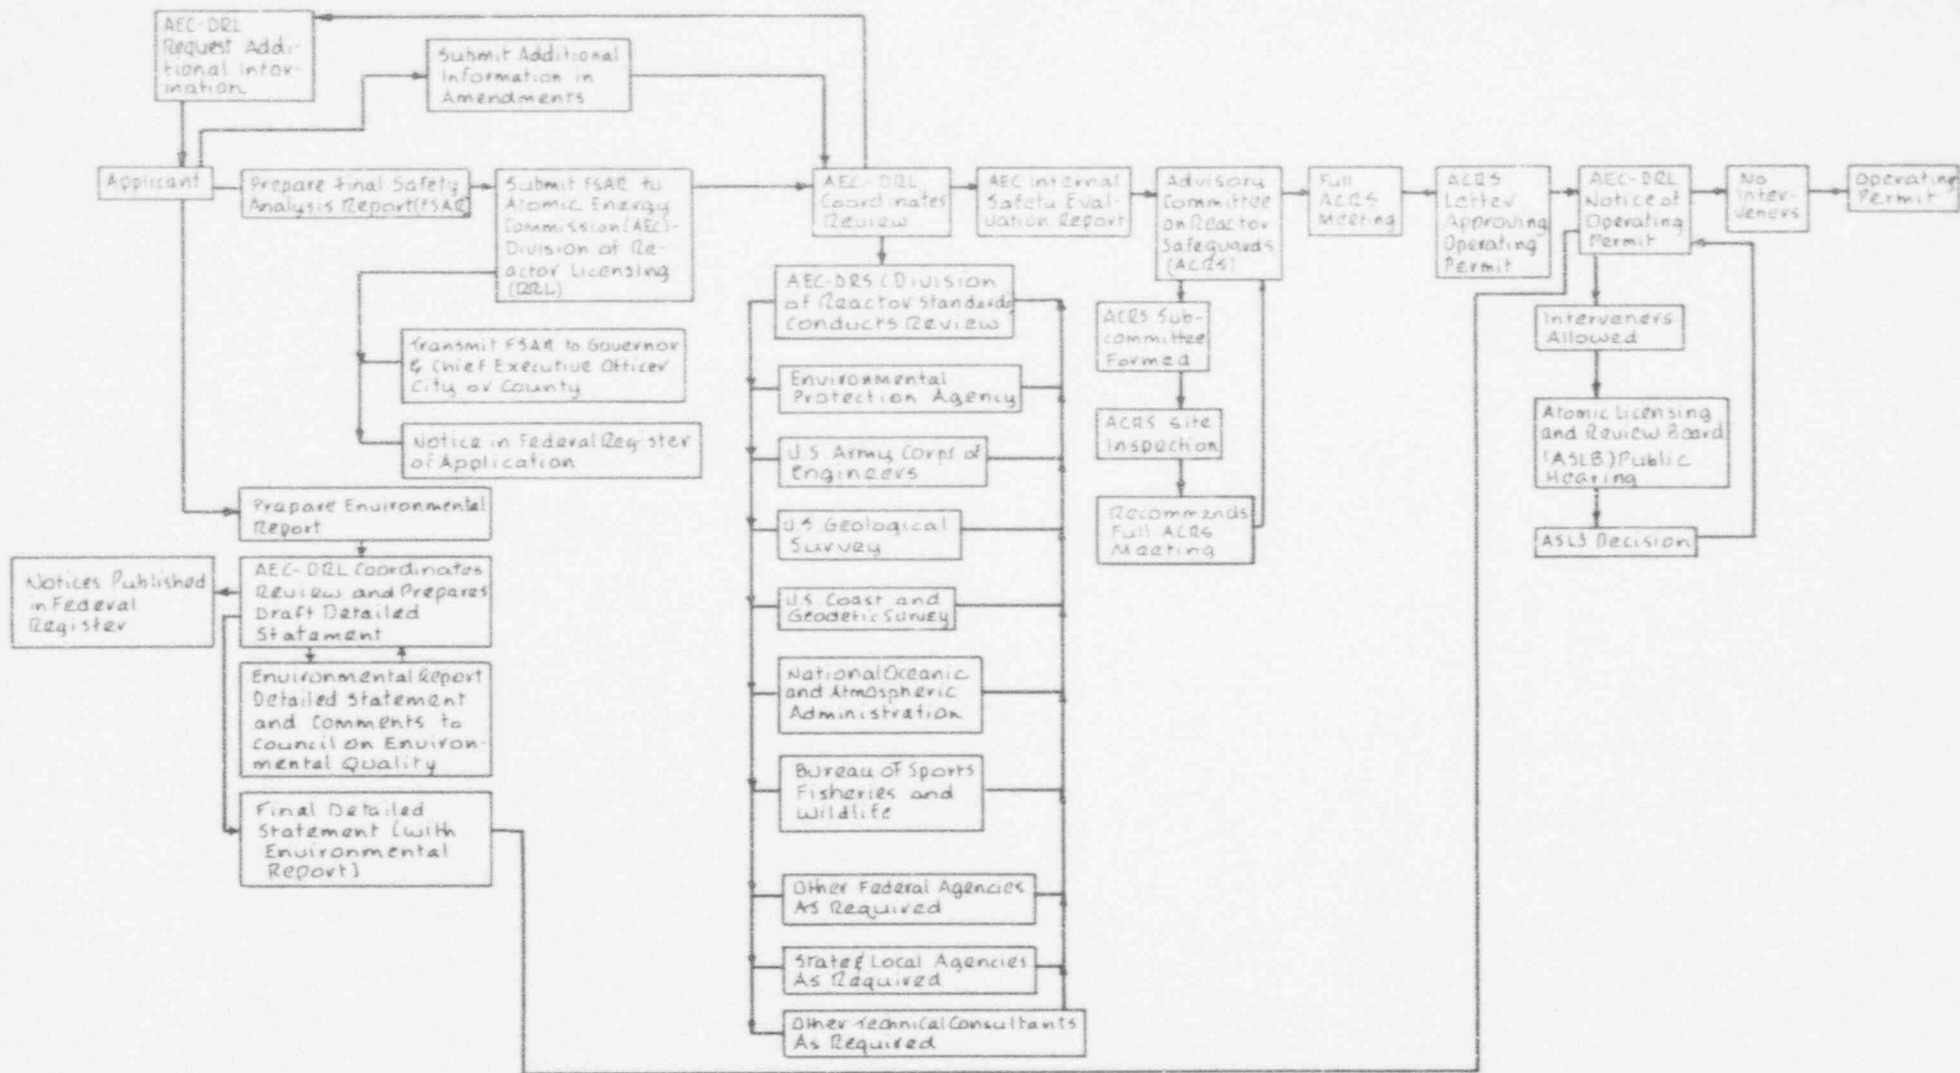 AEC-DRL
Request Addi-
tional Infor-
mation
Submit Additional
Information in
Amendments
Applicant
Prepare Final Safety
Analysis Report (FSAR)
Submit FSAR to
Atomic Energy
Commission (AEC)-
Division of Re-
actor Licensing
(DRL)
AEC-DRL
Coordinates
Review
AEC Internal
Safety Eval-
uation Report
Advisory
Committee
on Reactor
Safeguards
(ACRS)
Full
ACRS
Meeting
ACRS
Letter
Approving
Operating
Permit
AEC-DRL
Notice of
Operating
Permit
No
Inter-
veners
Operating
Permit
Transmit FSAR to Governor
& Chief Executive Officer
City or County
Notice in Federal Register
of Application
AEC-DRS (Division
of Reactor Standards
Conducts Review
Environmental
Protection Agency
U.S. Army Corps of
Engineers
U.S. Geological
Survey
U.S. Coast and
Geodetic Survey
National Oceanic
and Atmospheric
Administration
Bureau of Sports
Fisheries and
Wildlife
Other Federal Agencies
As Required
State & Local Agencies
As Required
Other Technical Consultants
As Required
ACRS Sub-
committee
Formed
ACRS Site
Inspection
Recommends
Full ACRS
Meeting
Interveners
Allowed
Atomic Licensing
and Review Board
(ASLB) Public
Hearing
ASLB Decision
Prepare Environmental
Report
AEC-DRL Coordinates
Review and Prepares
Draft Detailed
Statement
Notices Published
in Federal
Register
Environmental Report
Detailed Statement
and Comments to
Council on Environ-
mental Quality
Final Detailed
Statement (with
Environmental
Report)